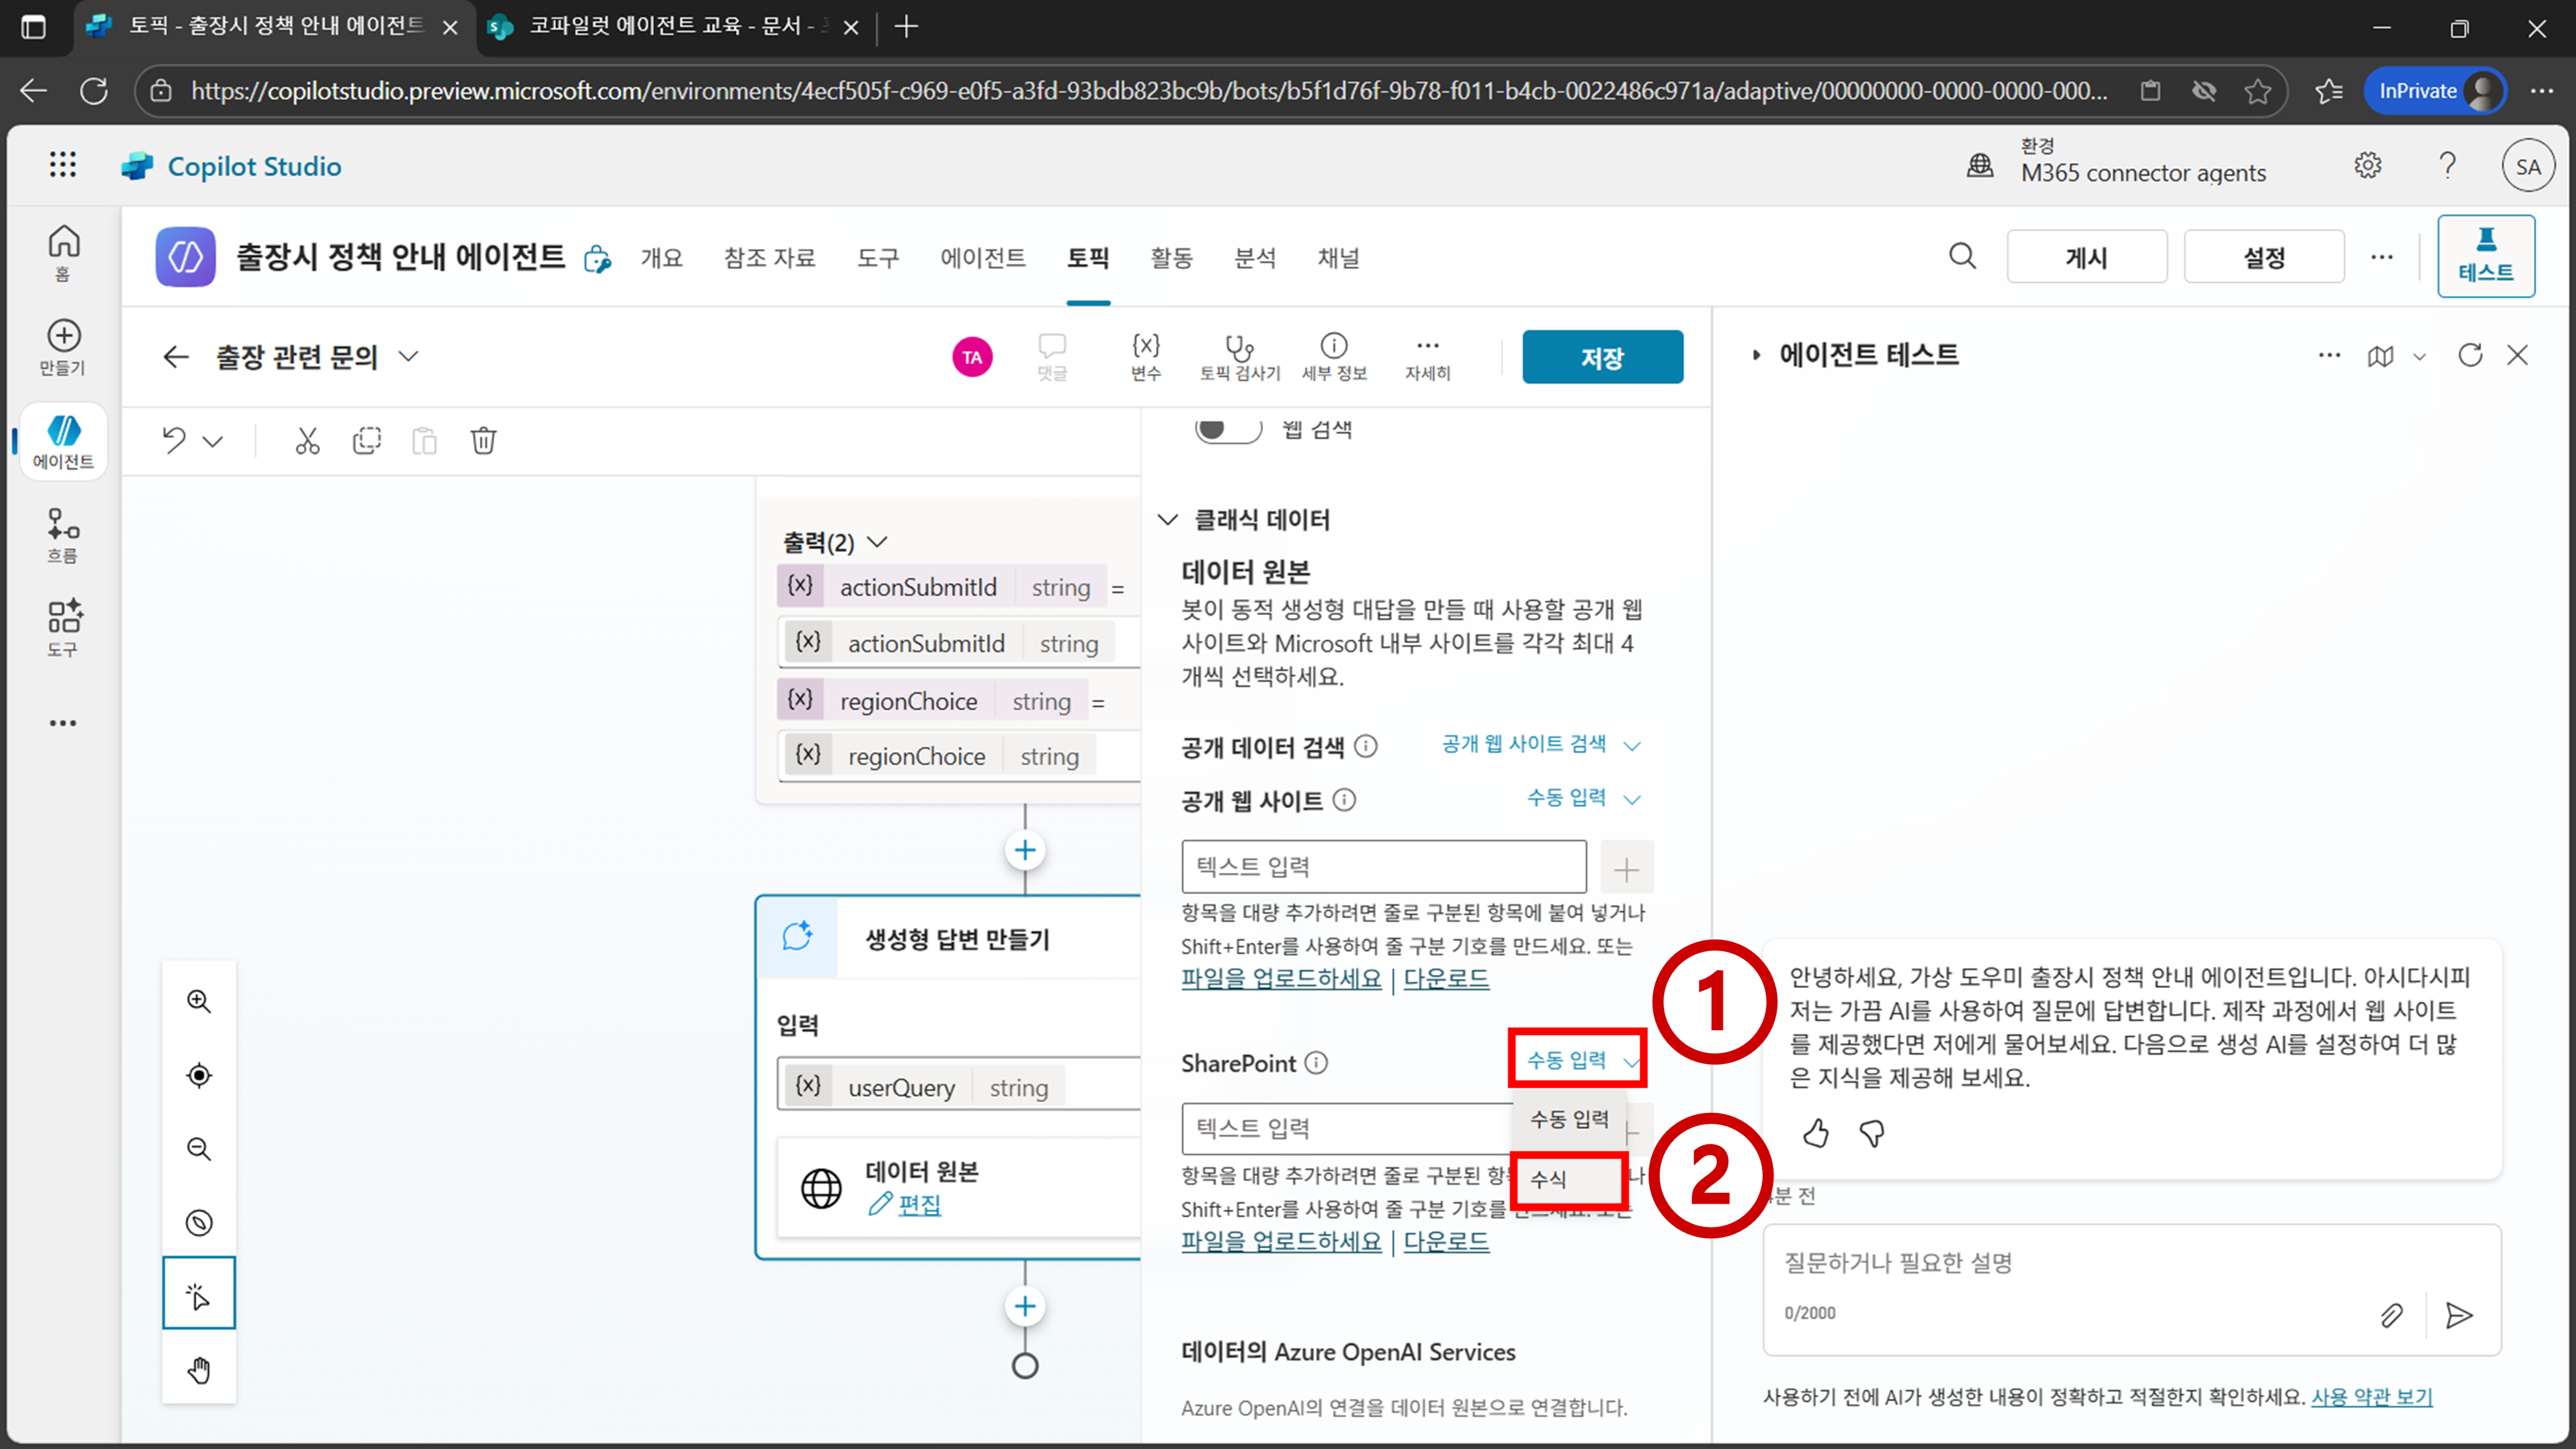 토픽 - 출장시 정책 안내 에이전트
코파일럿 에이전트 교육 - 문서 -
https://copilotstudio.preview.microsoft.com/environments/4ecf505f-c969-e0f5-a3fd-93bdb823bc9b/bots/b5f1d76f-9b78-f011-b4cb-0022486c971a/adaptive/00000000-0000-0000-000...
InPrivate
Copilot Studio
환경
M365 connector agents
SA
홈
만들기
에이전트
흐름
도구
출장시 정책 안내 에이전트
개요
참조 자료
도구
에이전트
토픽
활동
분석
채널
게시
설정
테스트
출장 관련 문의
TA
댓글
변수
토픽 검사기
세부 정보
자세히
저장
출력(2)
{x} actionSubmitId string =
{x} actionSubmitId string
{x} regionChoice string =
{x} regionChoice string
생성형 답변 만들기
입력
{x} userQuery string
데이터 원본
편집
웹 검색
클래식 데이터
데이터 원본
봇이 동적 생성형 대답을 만들 때 사용할 공개 웹
사이트와 Microsoft 내부 사이트를 각각 최대 4
개씩 선택하세요.
공개 데이터 검색
공개 웹 사이트 검색
공개 웹 사이트
수동 입력
텍스트 입력
항목을 대량 추가하려면 줄로 구분된 항목에 붙여 넣거나
Shift+Enter를 사용하여 줄 구분 기호를 만드세요. 또는
파일을 업로드하세요 | 다운로드
SharePoint
수동 입력
1
텍스트 입력
수동 입력
수식
2
항목을 대량 추가하려면 줄로 구분된
Shift+Enter를 사용하여 줄 구분 기호를 만드세요. 또는
파일을 업로드하세요 | 다운로드
데이터의 Azure OpenAI Services
Azure OpenAI의 연결을 데이터 원본으로 연결합니다.
에이전트 테스트
안녕하세요, 가상 도우미 출장시 정책 안내 에이전트입니다. 아시다시피
저는 가끔 AI를 사용하여 질문에 답변합니다. 제작 과정에서 웹 사이트
를 제공했다면 저에게 물어보세요. 다음으로 생성 AI를 설정하여 더 많
은 지식을 제공해 보세요.
분 전
질문하거나 필요한 설명
0/2000
사용하기 전에 AI가 생성한 내용이 정확하고 적절한지 확인하세요. 사용 약관 보기